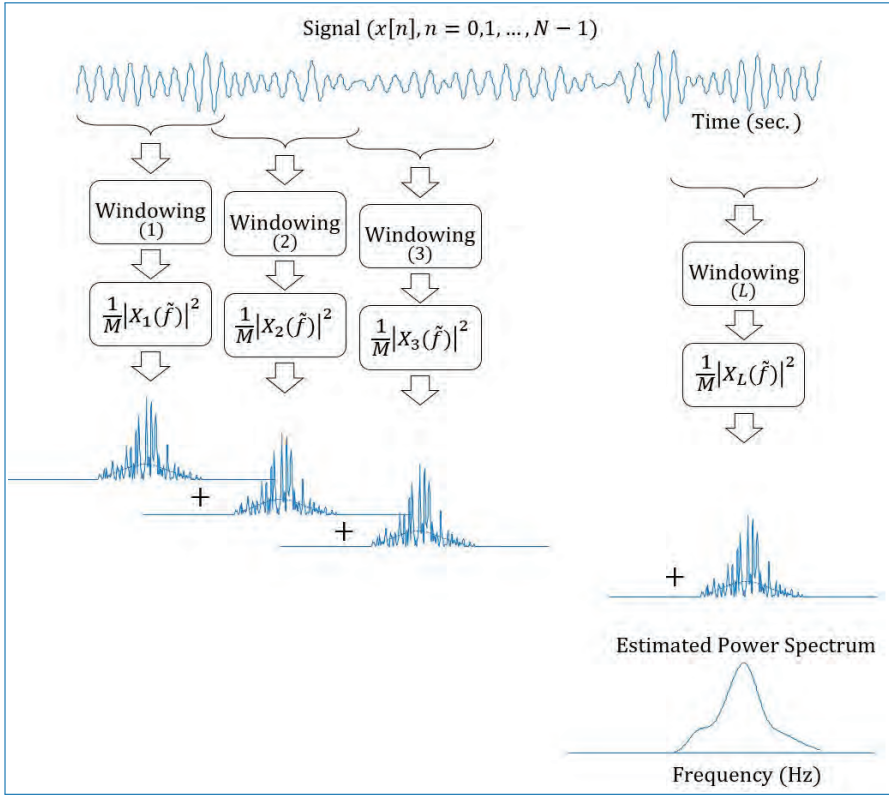 Signal (x[n], n = 0,1, … , N − 1)
Time (sec. )
Windowing
(1)
Windowing
(2)
Windowing
(3)
Windowing
(L)
1/M |X₁(f̃)|²
1/M |X₂(f̃)|²
1/M |X₃(f̃)|²
1/M |X_L(f̃)|²
+
+
+
Estimated Power Spectrum
Frequency (Hz)